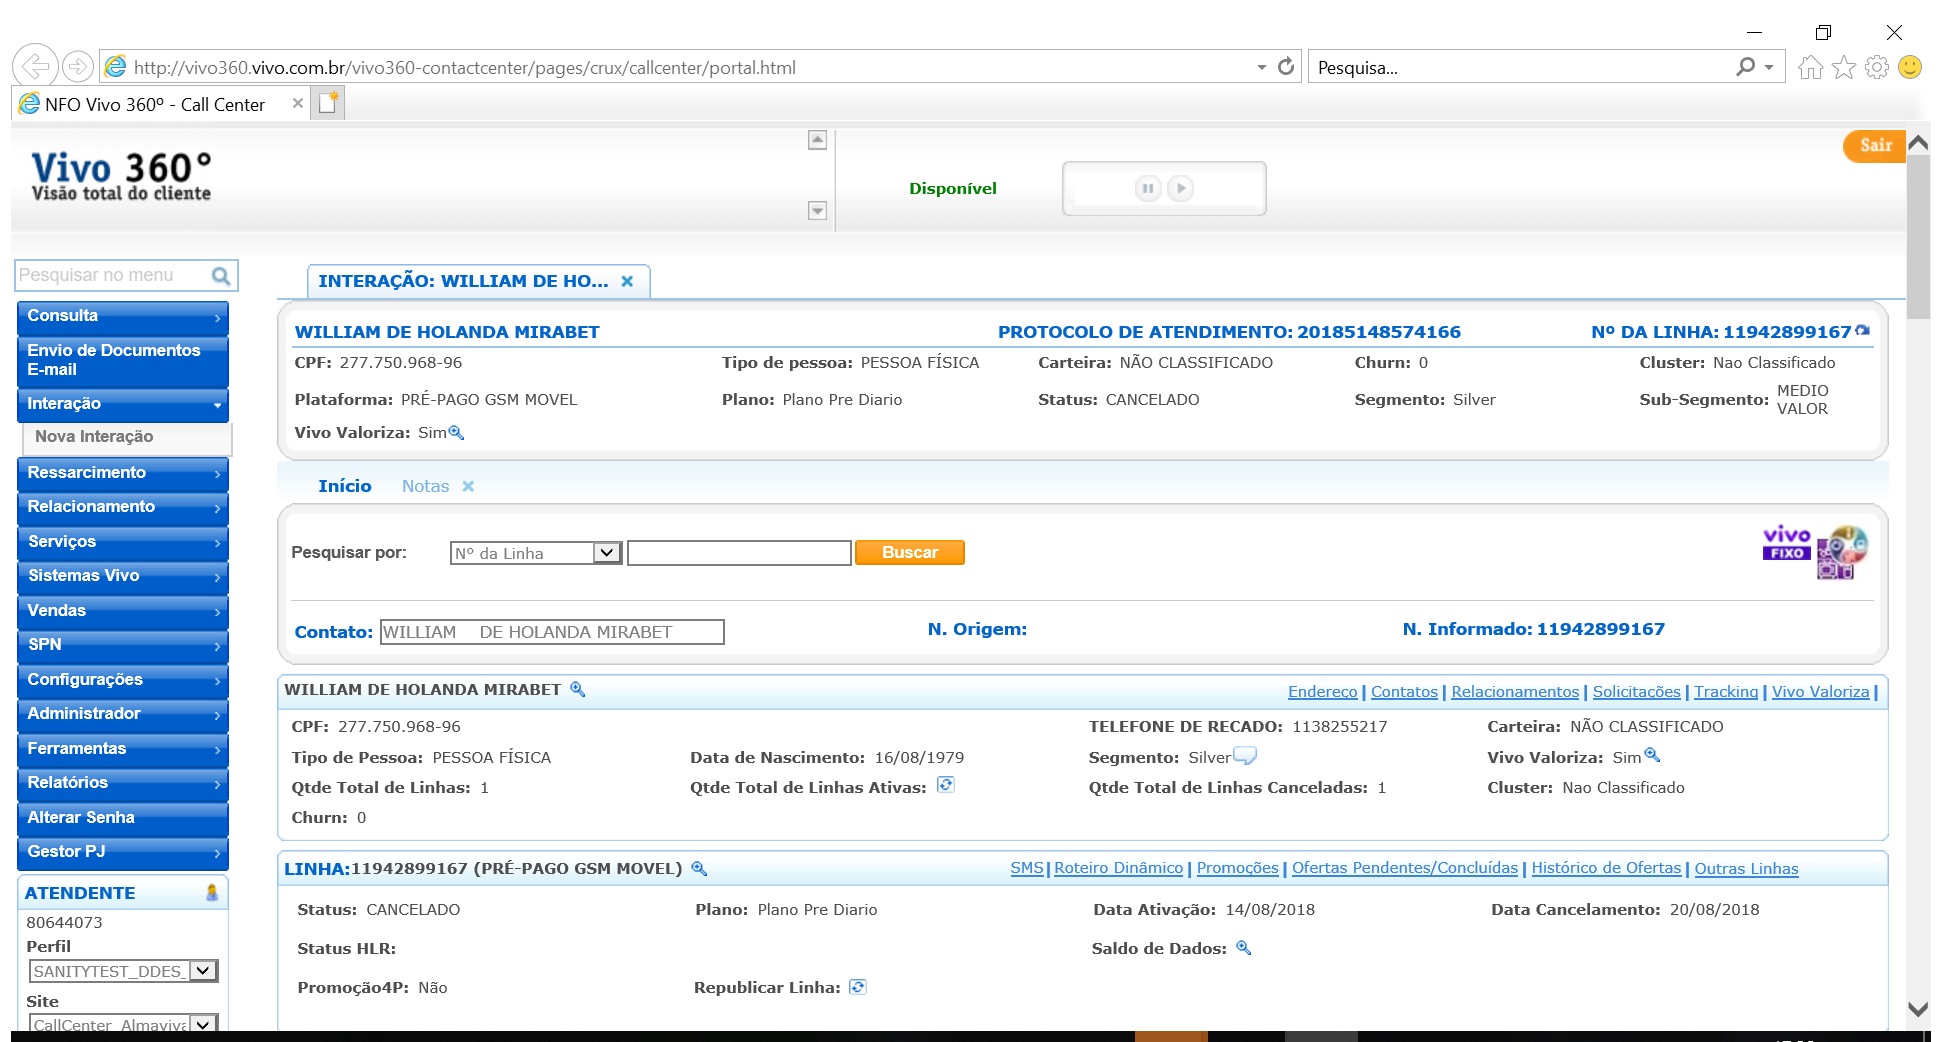 http://vivo360.vivo.com.br/vivo360-contactcenter/pages/crux/callcenter/portal.html
Pesquisa...
NFO Vivo 360º - Call Center
Vivo 360°
Visão total do cliente
Disponível
Sair
Pesquisar no menu
Consulta
Envio de Documentos
E-mail
Interação
Nova Interação
Ressarcimento
Relacionamento
Serviços
Sistemas Vivo
Vendas
SPN
Configurações
Administrador
Ferramentas
Relatórios
Alterar Senha
Gestor PJ
ATENDENTE
80644073
Perfil
SANITYTEST_DDES_
Site
CallCenter Almaviva
INTERAÇÃO: WILLIAM DE HO...
WILLIAM DE HOLANDA MIRABET PROTOCOLO DE ATENDIMENTO: 20185148574166 Nº DA LINHA: 11942899167
CPF: 277.750.968-96 Tipo de pessoa: PESSOA FÍSICA Carteira: NÃO CLASSIFICADO Churn: 0 Cluster: Nao Classificado
Plataforma: PRÉ-PAGO GSM MOVEL Plano: Plano Pre Diario Status: CANCELADO Segmento: Silver Sub-Segmento: MEDIO
VALOR
Vivo Valoriza: Sim
Início Notas
Pesquisar por: Nº da Linha Buscar
vivo
FIXO
Contato: WILLIAM DE HOLANDA MIRABET N. Origem: N. Informado: 11942899167
WILLIAM DE HOLANDA MIRABET Endereço | Contatos | Relacionamentos | Solicitações | Tracking | Vivo Valoriza |
CPF: 277.750.968-96 TELEFONE DE RECADO: 1138255217 Carteira: NÃO CLASSIFICADO
Tipo de Pessoa: PESSOA FÍSICA Data de Nascimento: 16/08/1979 Segmento: Silver Vivo Valoriza: Sim
Qtde Total de Linhas: 1 Qtde Total de Linhas Ativas: Qtde Total de Linhas Canceladas: 1 Cluster: Nao Classificado
Churn: 0
LINHA:11942899167 (PRÉ-PAGO GSM MOVEL) SMS | Roteiro Dinâmico | Promoções | Ofertas Pendentes/Concluídas | Histórico de Ofertas | Outras Linhas
Status: CANCELADO Plano: Plano Pre Diario Data Ativação: 14/08/2018 Data Cancelamento: 20/08/2018
Status HLR: Saldo de Dados:
Promoção4P: Não Republicar Linha: